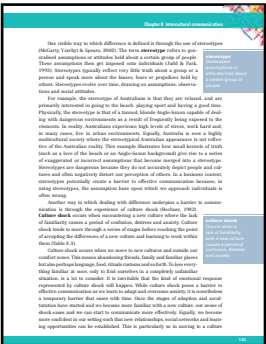 Chapter 8 Intercultural communication
One visible way in which difference is defined is through the use of stereotypes
(McGarty, Yzerbyt & Spears, 2002). The term stereotype refers to gen-
eralised assumptions or attitudes held about a certain group of people.
These assumptions then get imposed onto individuals (Judd & Park,
1993). Stereotypes typically reflect very little truth about a group or a
person and speak more about the biases, fears or prejudices held by
others. Stereotypes evolve over time, drawing on assumptions, observa-
tions and social attitudes.
stereotype
Generalised
assumptions or
attitudes held about
a certain group of
people.
For example, the stereotype of Australians is that they are relaxed, and are
primarily interested in going to the beach, playing sport and having a good time.
Physically, the stereotype is that of a tanned, blonde Anglo-Saxon capable of deal-
ing with dangerous environments as a result of frequently being exposed to the
elements. In reality, Australians experience high levels of stress, work hard and,
in many cases, live in urban environments. Equally, Australia is now a highly
multicultural society where the stereotypical Australian appearance is not reflec-
tive of the Australian reality. This example illustrates how small kernels of truth
(such as a love of the beach or an Anglo-Saxon background) give rise to a series
of exaggerated or incorrect assumptions that become merged into a stereotype.
Stereotypes are dangerous because they do not accurately depict people and cul-
tures and often negatively distort our perception of others. In a business context,
stereotypes potentially create a barrier to effective communication because, in
using stereotypes, the assumption base upon which we approach individuals is
often wrong.
Another way in which dealing with difference underpins a barrier to commu-
nication is through the experience of culture shock (Bochner, 1982).
Culture shock occurs when encountering a new culture where the lack
of familiarity causes a period of confusion, distress and anxiety. Culture
shock tends to move through a series of stages before reaching the point
of accepting the differences of a new culture and learning to work within
them (Table 8.2).
culture shock
Occurs when a
lack of familiarity
with a new culture
causes a period of
confusion, distress
and anxiety.
Culture shock occurs when we move to new cultures and outside our
comfort zones. This means abandoning friends, family and familiar places
but also perhaps language, food, rituals customs and so forth. To lose every-
thing familiar at once, only to find ourselves in a completely unfamiliar
situation, is a lot to consider. It is inevitable that the kind of emotional response
represented by culture shock will happen. While culture shock poses a barrier to
effective communication as we learn to adapt and overcome anxiety, it is nonetheless
a temporary barrier that eases with time. Once the stages of adaption and accul-
turation have started and we become more familiar with a new culture, our sense of
shock eases and we can start to communicate more effectively. Equally, we become
more confident in our setting such that new relationships, social networks and learn-
ing opportunities can be established. This is particularly so in moving to a culture